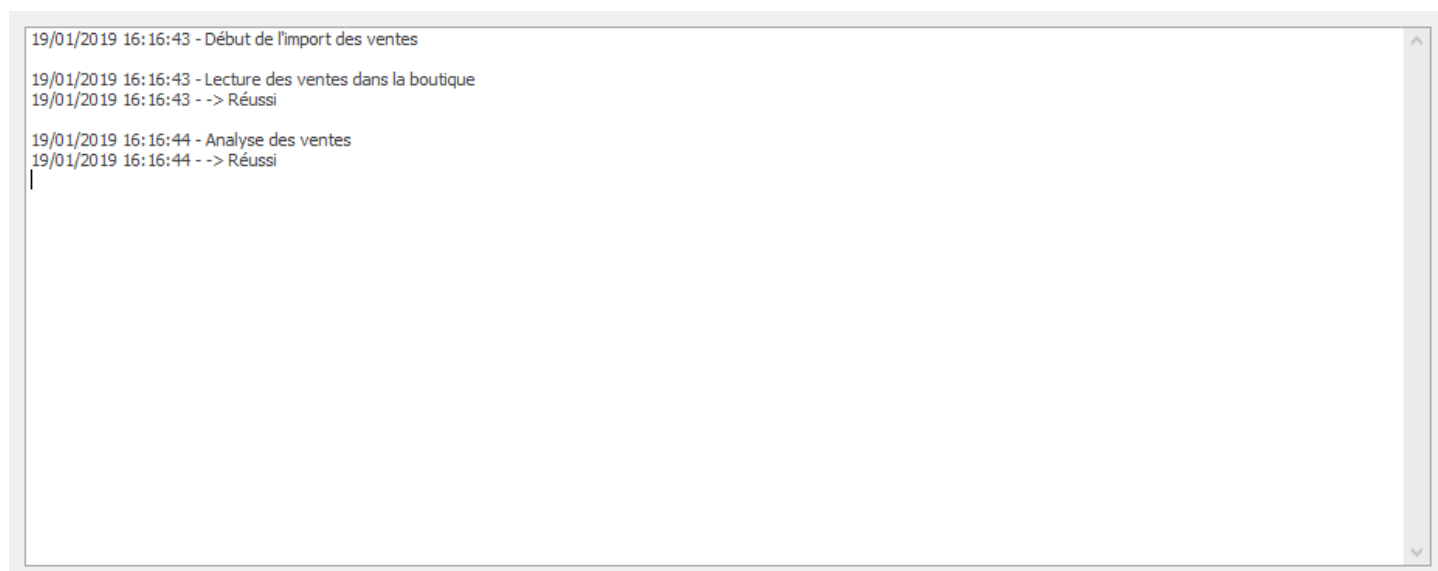 19/01/2019 16:16:43 - Début de l'import des ventes
19/01/2019 16:16:43 - Lecture des ventes dans la boutique
19/01/2019 16:16:43 - -> Réussi
19/01/2019 16:16:44 - Analyse des ventes
19/01/2019 16:16:44 - -> Réussi